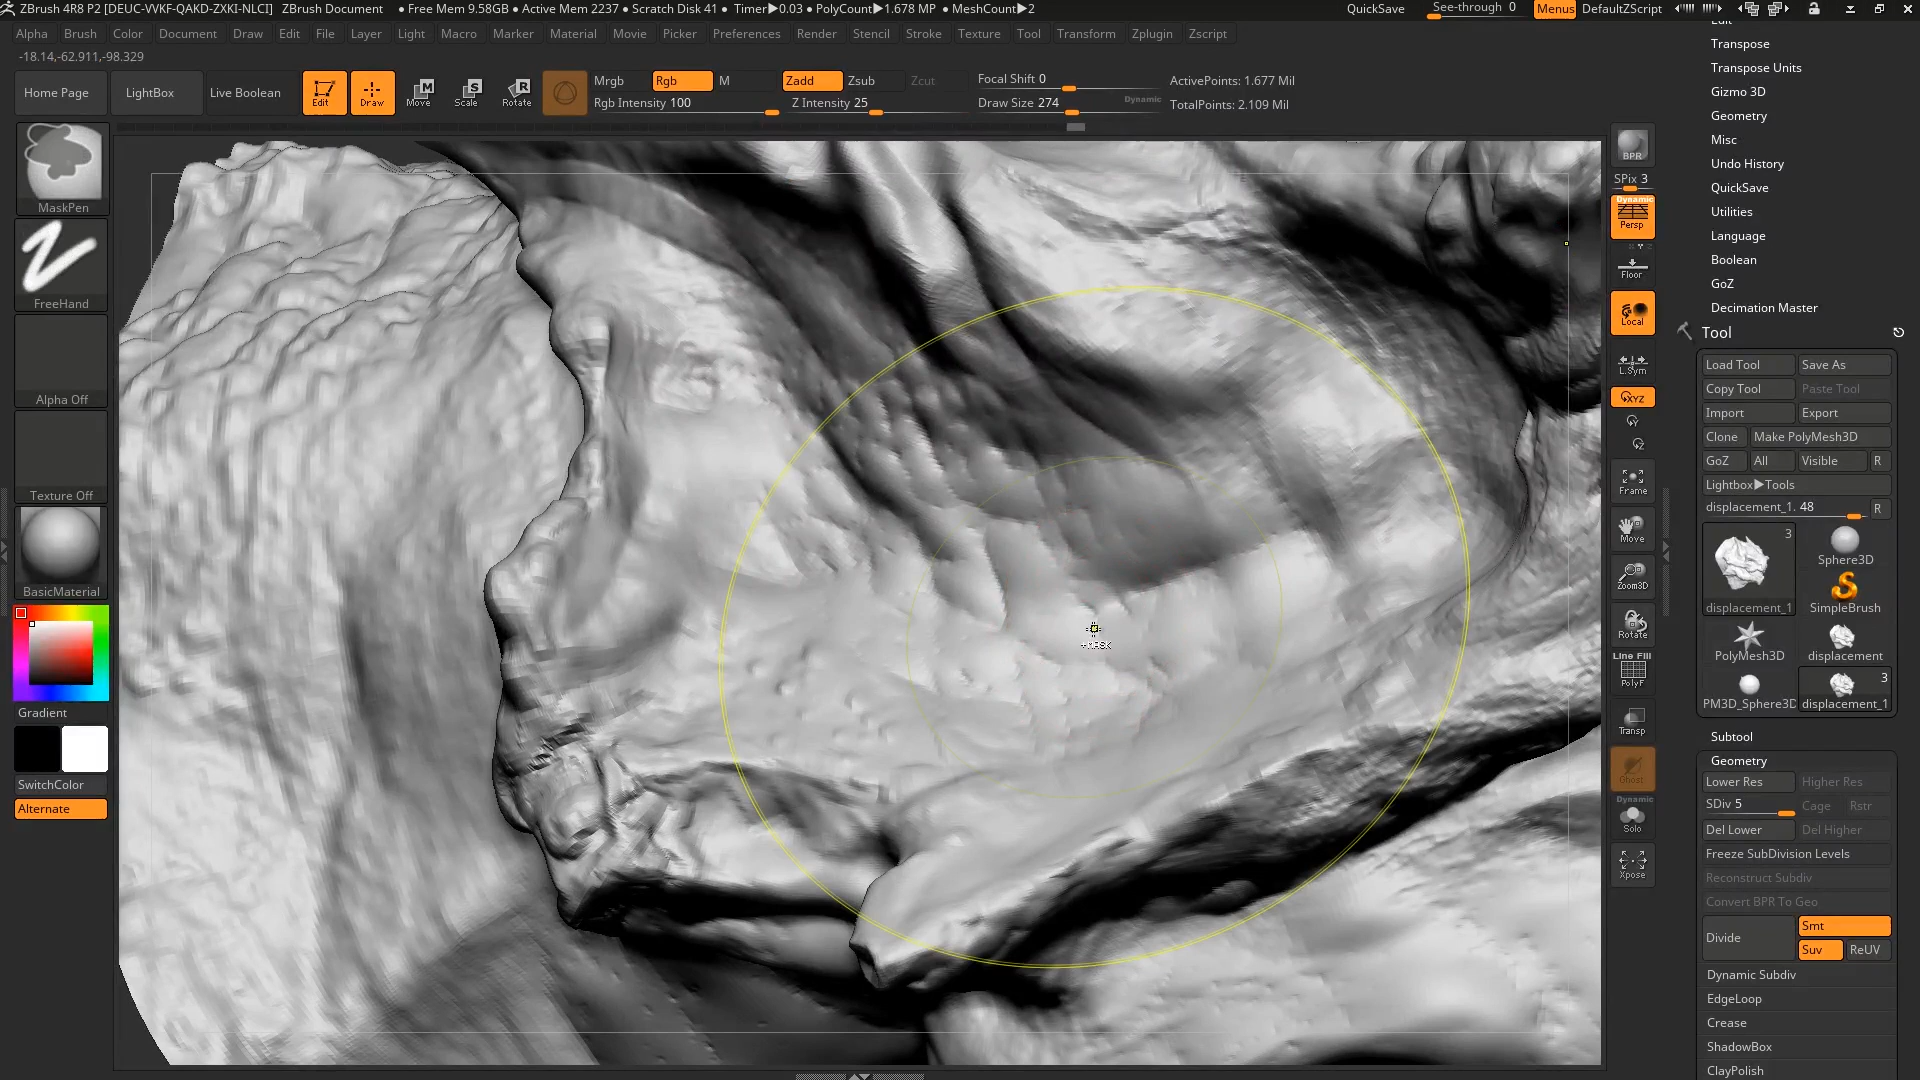 ZBrush 4R8 P2 [DEUC-VVKF-QAKD-ZXKI-NLCI] ZBrush Document ● Free Mem 9.58GB ● Active Mem 2237 ● Scratch Disk 41 ● Timer▶0.03 ● PolyCount▶1.678 MP ● MeshCount▶2 QuickSave See-through 0 Menus DefaultZScript
Alpha Brush Color Document Draw Edit File Layer Light Macro Marker Material Movie Picker Preferences Render Stencil Stroke Texture Tool Transform Zplugin Zscript
-18.14,-62.911,-98.329
Home Page LightBox Live Boolean Edit Draw Move Scale Rotate
M S R
Mrgb Rgb M Zadd Zsub Zcut
Rgb Intensity 100 Z Intensity 25
Focal Shift 0
Draw Size 274 Dynamic
ActivePoints: 1.677 Mil
TotalPoints: 2.109 Mil
MaskPen
FreeHand
Alpha Off
Texture Off
BasicMaterial
Gradient
SwitchColor
Alternate
+MASK
BPR
SPix 3
Dynamic
Persp
Floor
Local
L.Sym
XYZ
Frame
Move
Zoom3D
Rotate
Line Fill
PolyF
Transp
Ghost
Dynamic
Solo
Xpose
Edit
Transpose
Transpose Units
Gizmo 3D
Geometry
Misc
Undo History
QuickSave
Utilities
Language
Boolean
GoZ
Decimation Master
Tool
Load Tool Save As
Copy Tool Paste Tool
Import Export
Clone Make PolyMesh3D
GoZ All Visible R
Lightbox▶Tools
displacement_1. 48 R
3
displacement_1
Sphere3D
SimpleBrush
PolyMesh3D displacement
3
PM3D_Sphere3D displacement_1
Subtool
Geometry
Lower Res Higher Res
SDiv 5 Cage Rstr
Del Lower Del Higher
Freeze SubDivision Levels
Reconstruct Subdiv
Convert BPR To Geo
Divide Smt
Suv ReUV
Dynamic Subdiv
EdgeLoop
Crease
ShadowBox
ClayPolish